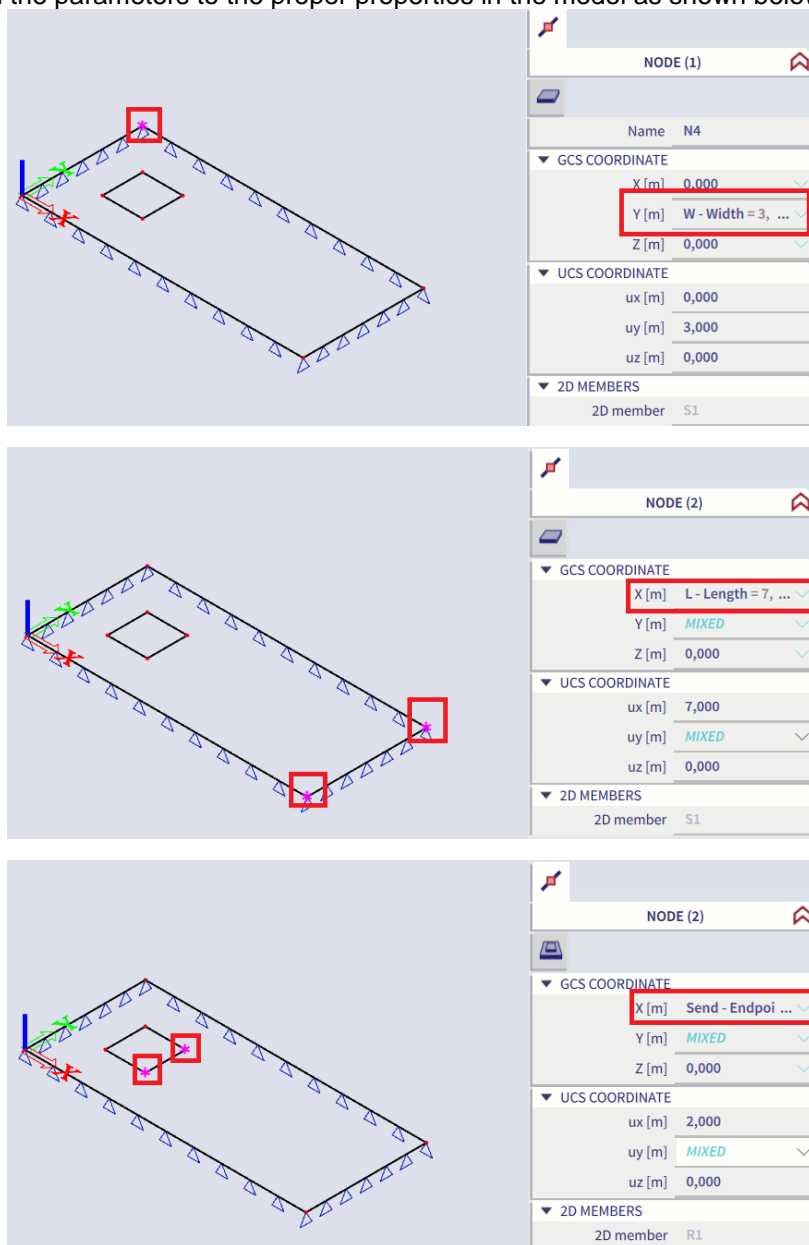 the parameters to the proper properties in the model as shown below
NODE (1)
Name N4
GCS COORDINATE
X [m] 0,000
Y [m] W - Width = 3, ...
Z [m] 0,000
UCS COORDINATE
ux [m] 0,000
uy [m] 3,000
uz [m] 0,000
2D MEMBERS
2D member S1
X
X
NODE (2)
GCS COORDINATE
X [m] L - Length = 7, ...
Y [m] MIXED
Z [m] 0,000
UCS COORDINATE
ux [m] 7,000
uy [m] MIXED
uz [m] 0,000
2D MEMBERS
2D member S1
X
X
NODE (2)
GCS COORDINATE
X [m] Send - Endpoi ...
Y [m] MIXED
Z [m] 0,000
UCS COORDINATE
ux [m] 2,000
uy [m] MIXED
uz [m] 0,000
2D MEMBERS
2D member R1
X
X